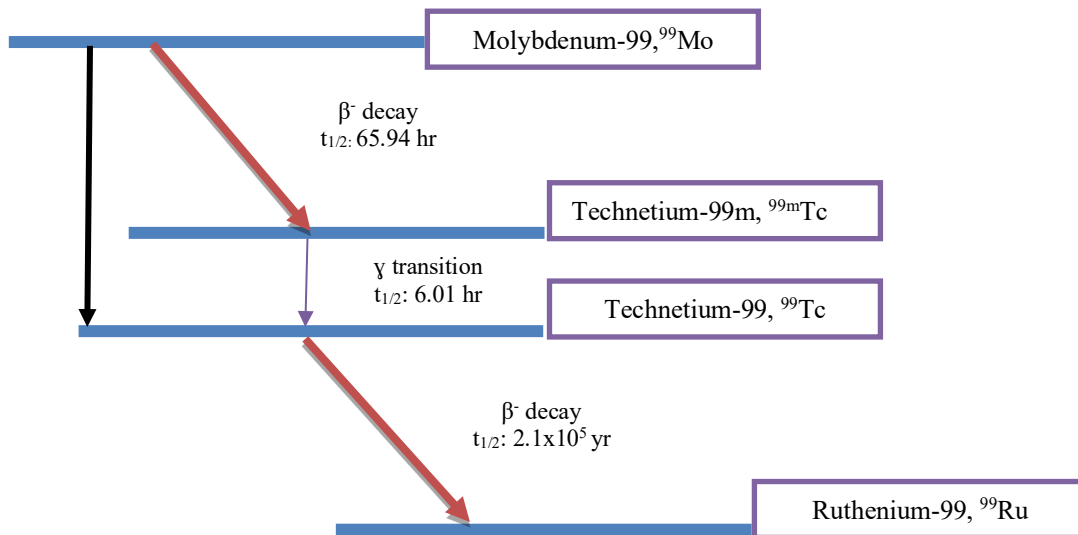 Molybdenum-99,⁹⁹Mo
β⁻ decay
t₁/₂: 65.94 hr
Technetium-99m, ⁹⁹ᵐTc
ɣ transition
t₁/₂: 6.01 hr
Technetium-99, ⁹⁹Tc
β⁻ decay
t₁/₂: 2.1x10⁵ yr
Ruthenium-99, ⁹⁹Ru